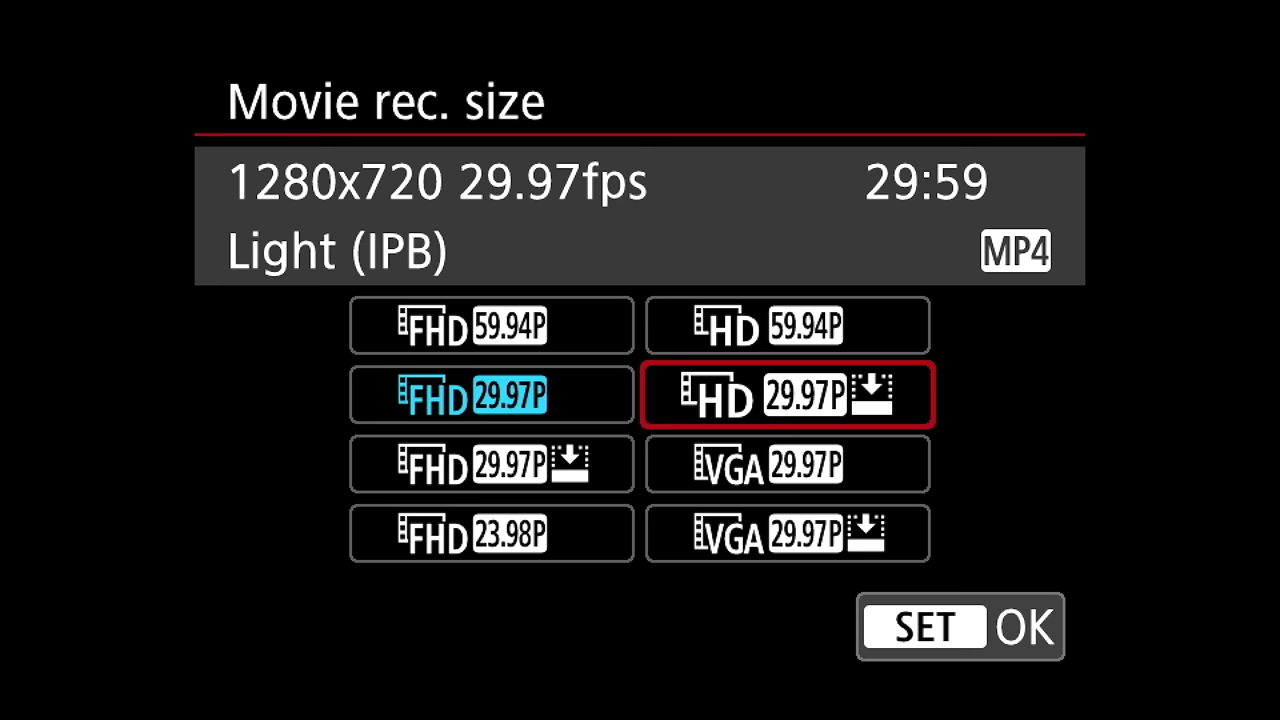 Movie rec. size
1280x720 29.97fps 29:59
Light (IPB) MP4
FHD 59.94P HD 59.94P
FHD 29.97P HD 29.97P
FHD 29.97P VGA 29.97P
FHD 23.98P VGA 29.97P
SET OK